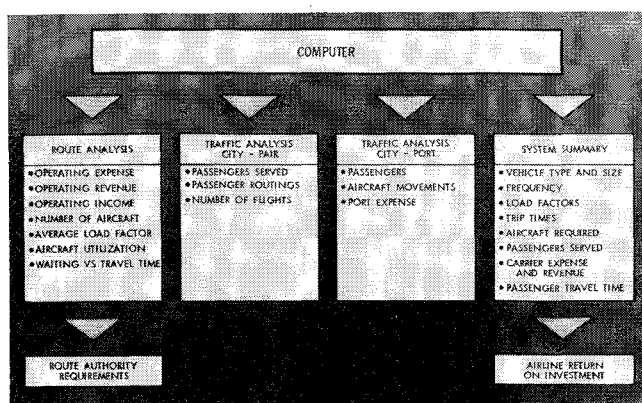 COMPUTER
ROUTE ANALYSIS
•OPERATING EXPENSE
•OPERATING REVENUE
•OPERATING INCOME
•NUMBER OF AIRCRAFT
•AVERAGE LOAD FACTOR
•AIRCRAFT UTILIZATION
•WAITING VS TRAVEL TIME
TRAFFIC ANALYSIS
CITY - PAIR
•PASSENGERS SERVED
•PASSENGER ROUTINGS
•NUMBER OF FLIGHTS
TRAFFIC ANALYSIS
CITY - PORT
•PASSENGERS
•AIRCRAFT MOVEMENTS
•PORT EXPENSE
SYSTEM SUMMARY
•VEHICLE TYPE AND SIZE
•FREQUENCY
•LOAD FACTORS
•TRIP TIMES
•AIRCRAFT REQUIRED
•PASSENGERS SERVED
•CARRIER EXPENSE
AND REVENUE
•PASSENGER TRAVEL TIME
ROUTE AUTHORITY
REQUIREMENTS
AIRLINE RETURN
ON INVESTMENT